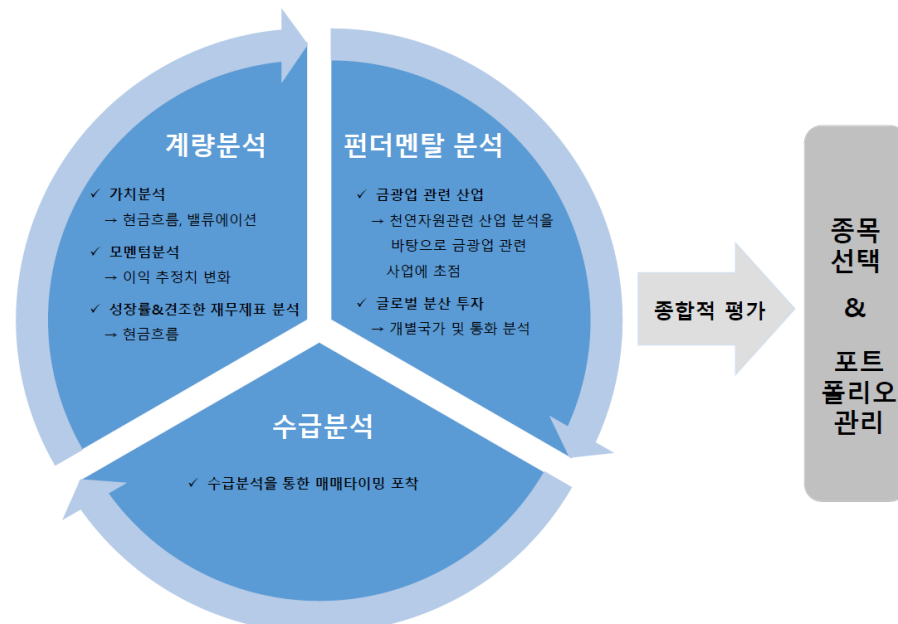 계량분석
✓ 가치분석
→ 현금흐름, 밸류에이션
✓ 모멘텀분석
→ 이익 추정치 변화
✓ 성장률&견조한 재무제표 분석
→ 현금흐름
펀더멘탈 분석
✓ 금광업 관련 산업
→ 천연자원관련 산업 분석을
바탕으로 금광업 관련
사업에 초점
✓ 글로벌 분산 투자
→ 개별국가 및 통화 분석
수급분석
✓ 수급분석을 통한 매매타이밍 포착
종합적 평가
종목
선택
&
포트
폴리오
관리